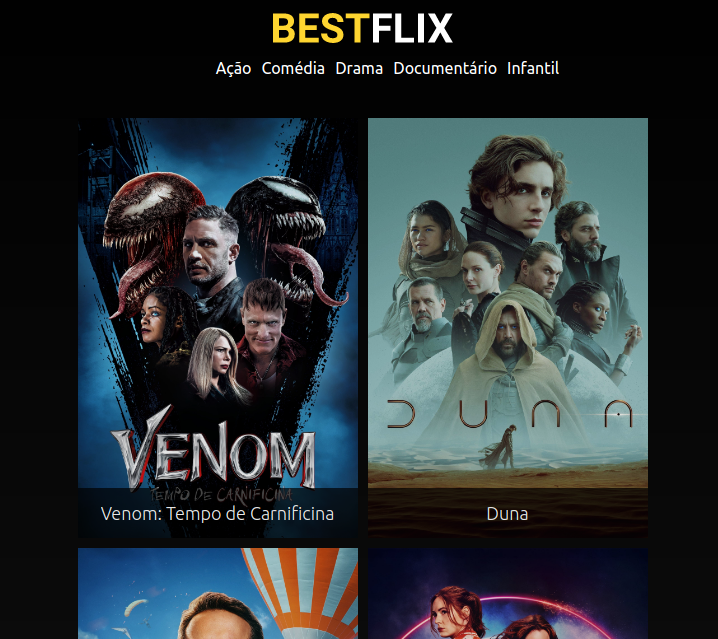 BESTFLIX
Ação Comédia Drama Documentário Infantil
VENOM
TEMPO DE CARNIFICINA
Venom: Tempo de Carnificina
DUNA
Duna